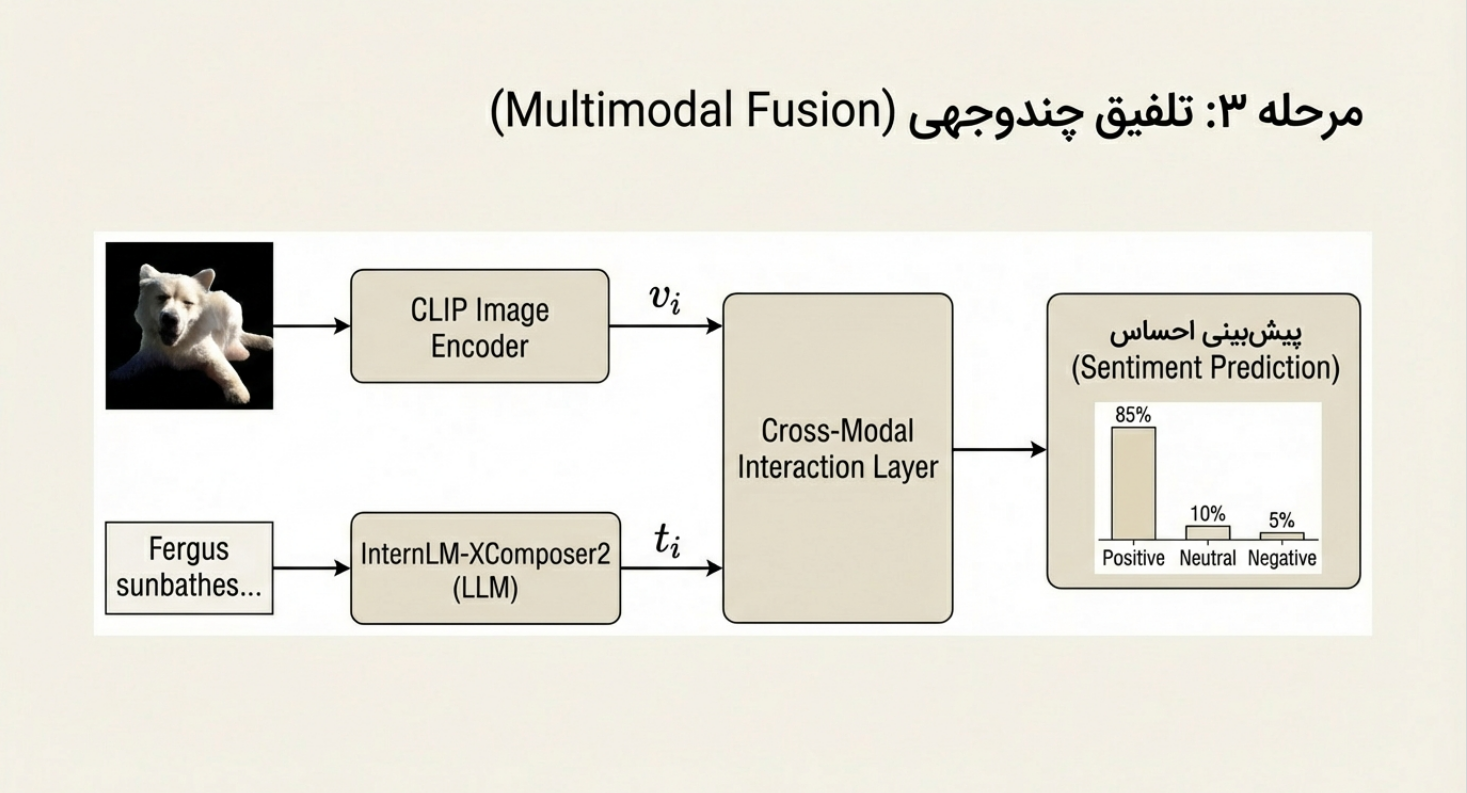 مرحله ۳: تلفیق چندوجهی (Multimodal Fusion)
CLIP Image
Encoder
v_i
Fergus
sunbathes...
InternLM-XComposer2
(LLM)
t_i
Cross-Modal
Interaction Layer
پیش‌بینی احساس
(Sentiment Prediction)
85%
10%
5%
Positive Neutral Negative